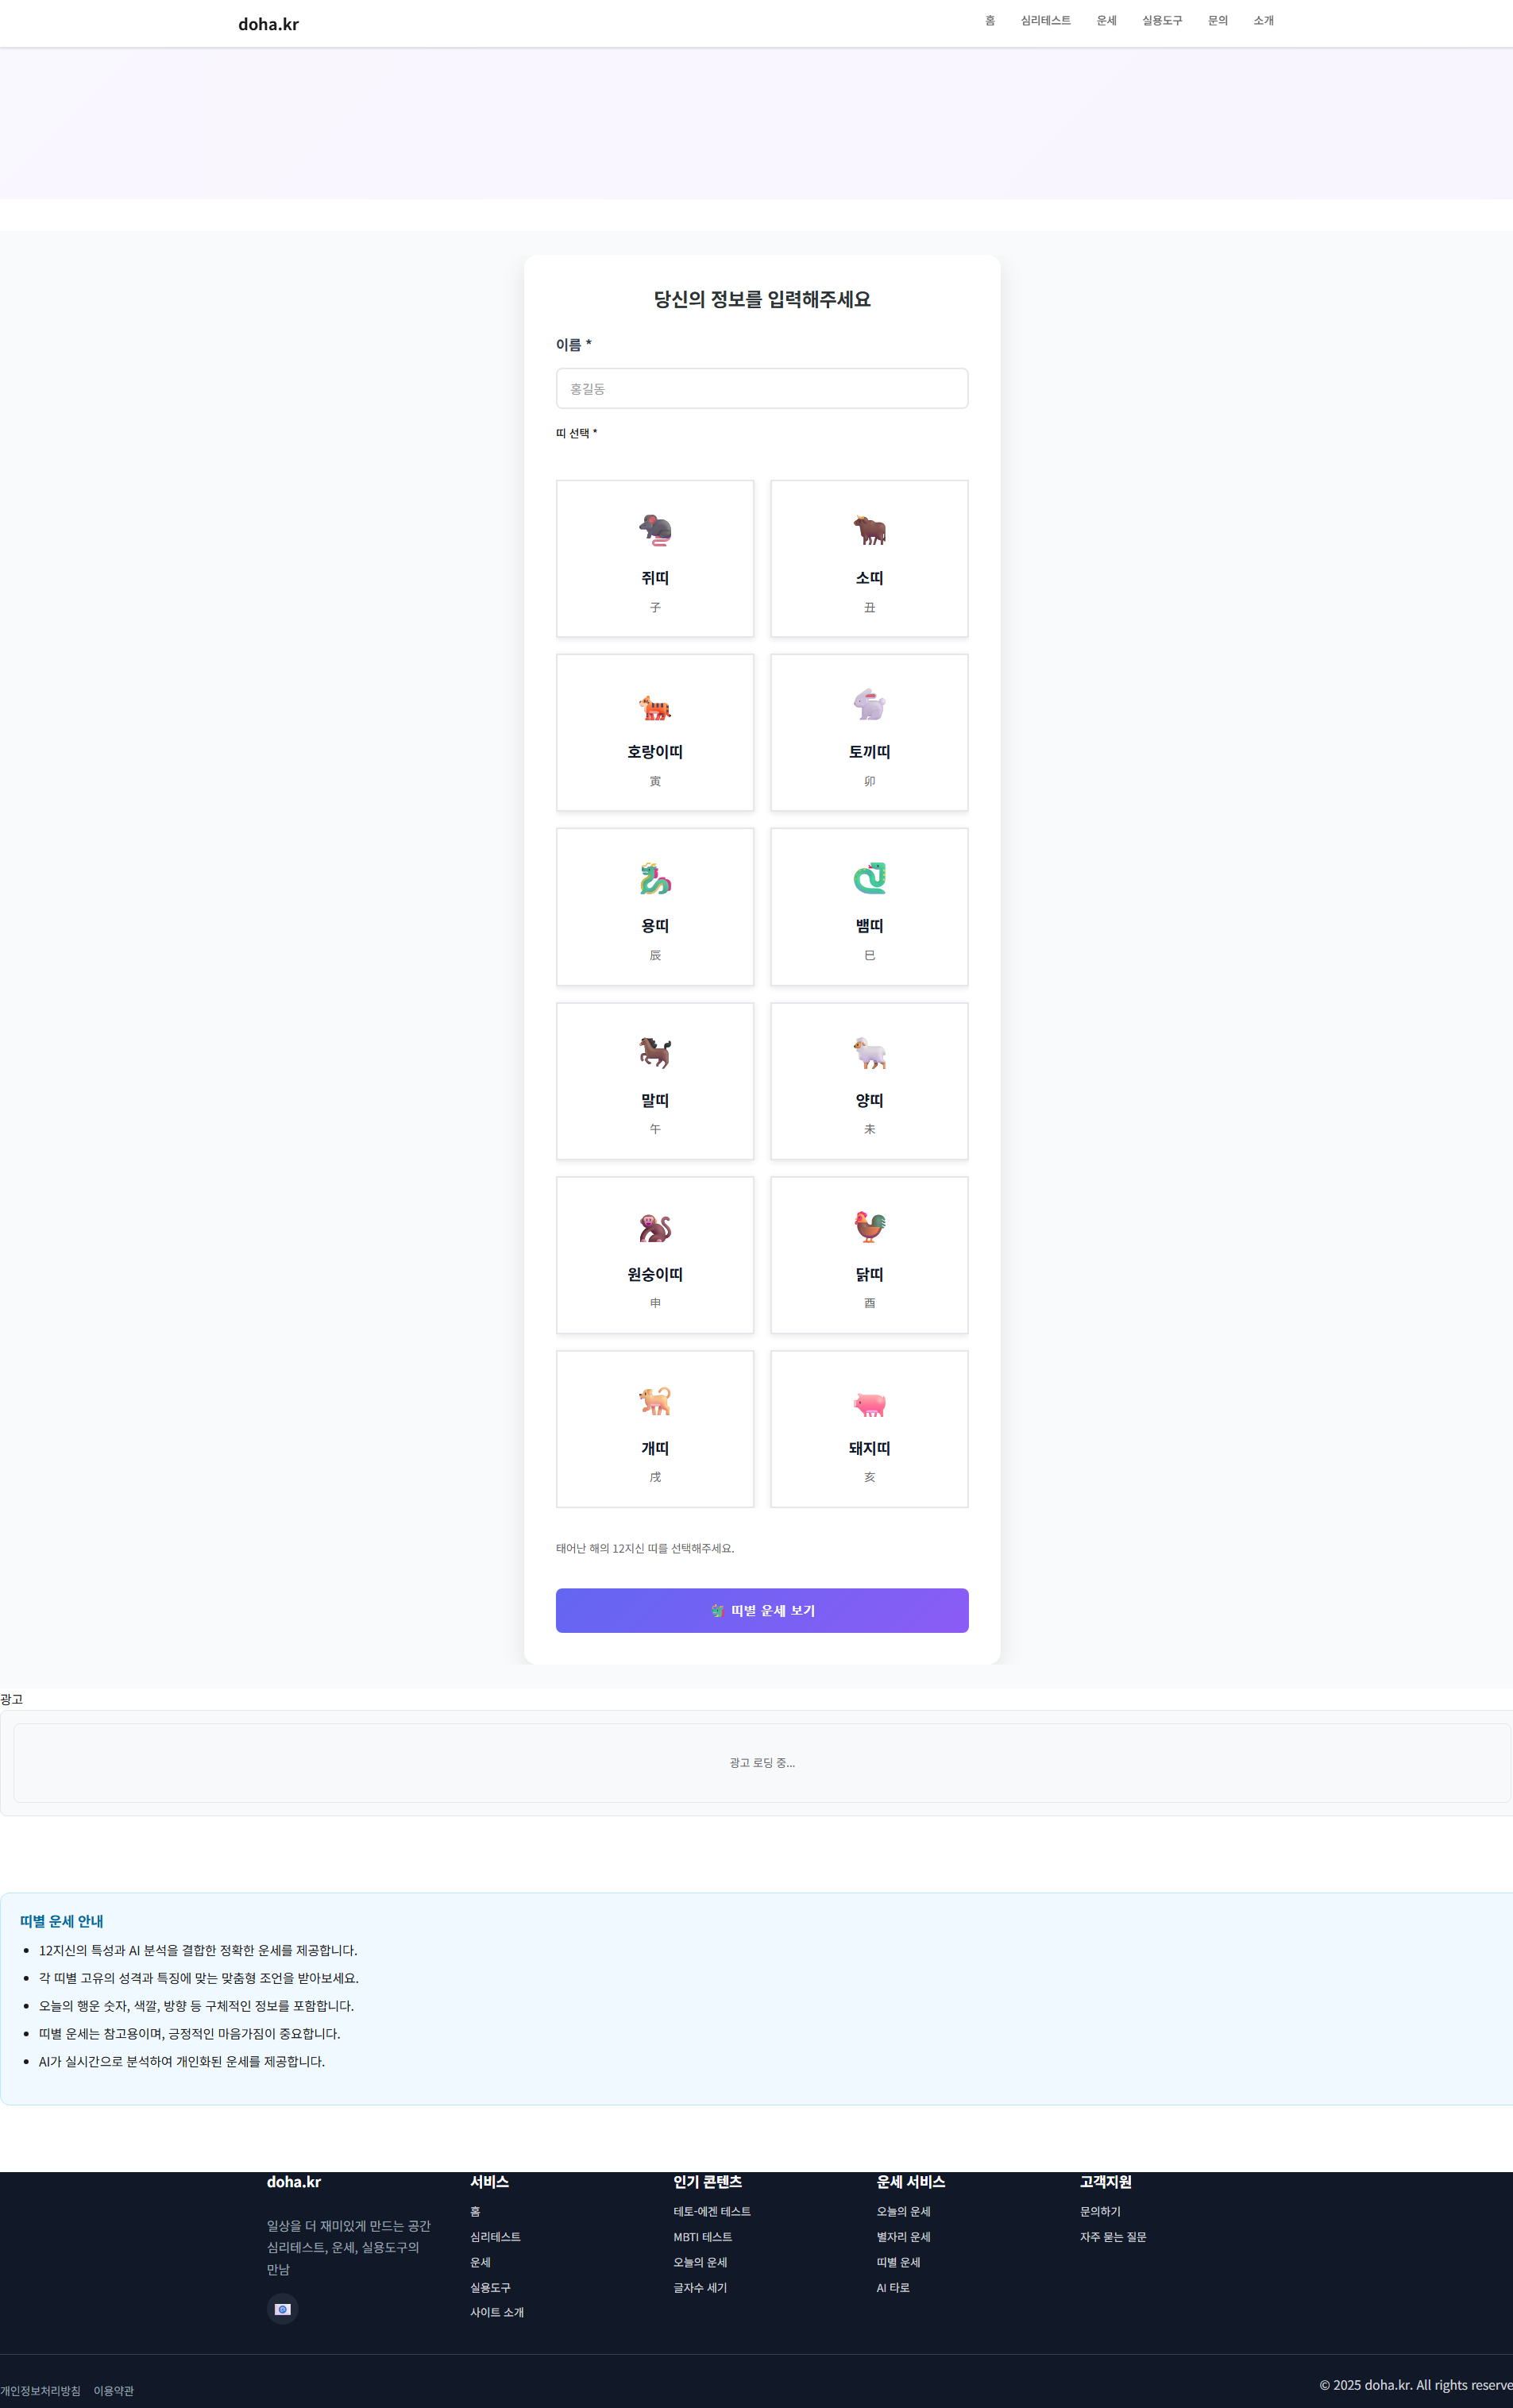 doha.kr
홈 심리테스트 운세 실용도구 문의 소개
당신의 정보를 입력해주세요
이름 *
홍길동
띠 선택 *
쥐띠
子
소띠
丑
호랑이띠
寅
토끼띠
卯
용띠
辰
뱀띠
巳
말띠
午
양띠
未
원숭이띠
申
닭띠
酉
개띠
戌
돼지띠
亥
태어난 해의 12지신 띠를 선택해주세요.
🐉 띠별 운세 보기
광고
광고 로딩 중...
띠별 운세 안내
12지신의 특성과 AI 분석을 결합한 정확한 운세를 제공합니다.
각 띠별 고유의 성격과 특징에 맞는 맞춤형 조언을 받아보세요.
오늘의 행운 숫자, 색깔, 방향 등 구체적인 정보를 포함합니다.
띠별 운세는 참고용이며, 긍정적인 마음가짐이 중요합니다.
AI가 실시간으로 분석하여 개인화된 운세를 제공합니다.
doha.kr
일상을 더 재미있게 만드는 공간
심리테스트, 운세, 실용도구의
만남
서비스
홈
심리테스트
운세
실용도구
사이트 소개
인기 콘텐츠
테토-에겐 테스트
MBTI 테스트
오늘의 운세
글자수 세기
운세 서비스
오늘의 운세
별자리 운세
띠별 운세
AI 타로
고객지원
문의하기
자주 묻는 질문
개인정보처리방침 이용약관
© 2025 doha.kr. All rights reserve